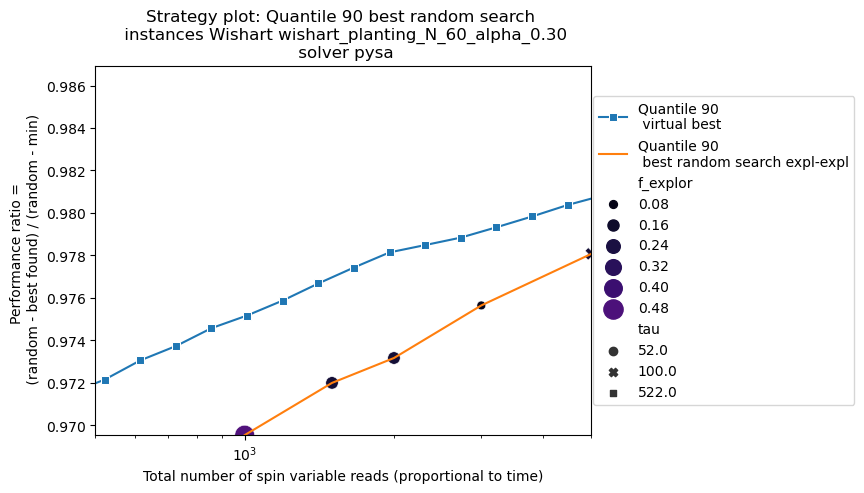 Strategy plot: Quantile 90 best random search
instances Wishart wishart_planting_N_60_alpha_0.30
solver pysa
Performance ratio =
(random - best found) / (random - min)
0.986
0.984
0.982
0.980
0.978
0.976
0.974
0.972
0.970
10^3
Total number of spin variable reads (proportional to time)
Quantile 90
virtual best
Quantile 90
best random search expl-expl
f_explor
0.08
0.16
0.24
0.32
0.40
0.48
tau
52.0
100.0
522.0